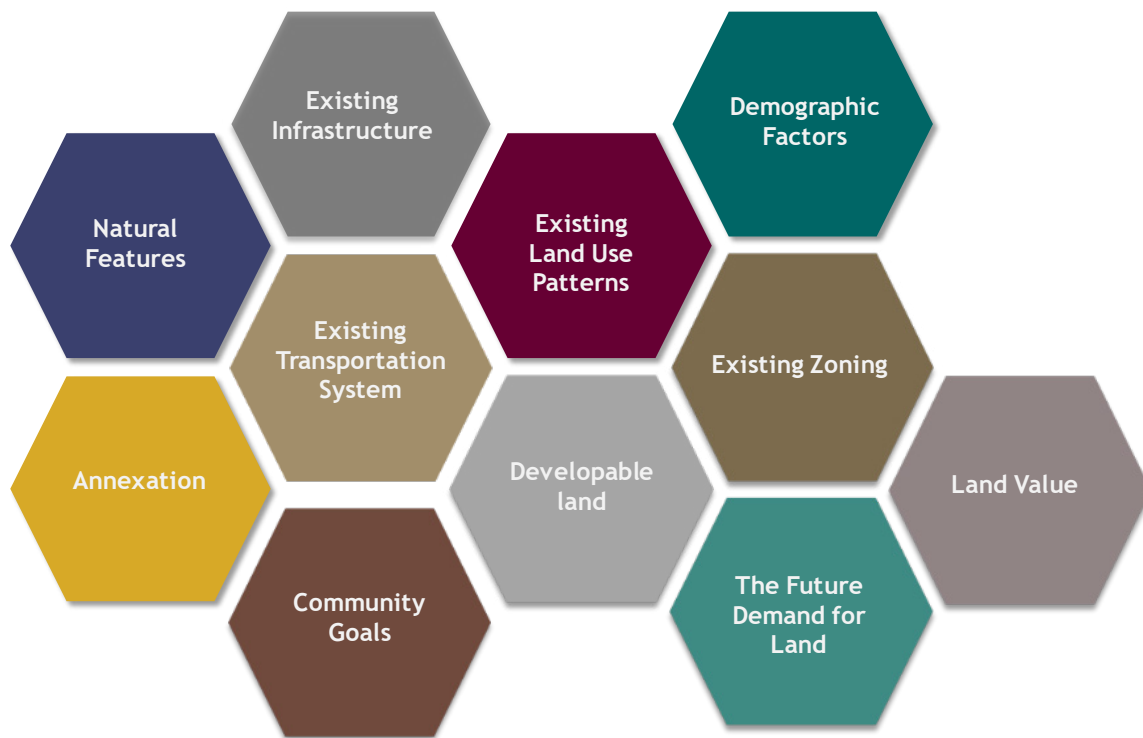 Existing
Infrastructure
Demographic
Factors
Natural
Features
Existing
Land Use
Patterns
Existing
Transportation
System
Existing Zoning
Annexation
Developable
land
Land Value
Community
Goals
The Future
Demand for
Land